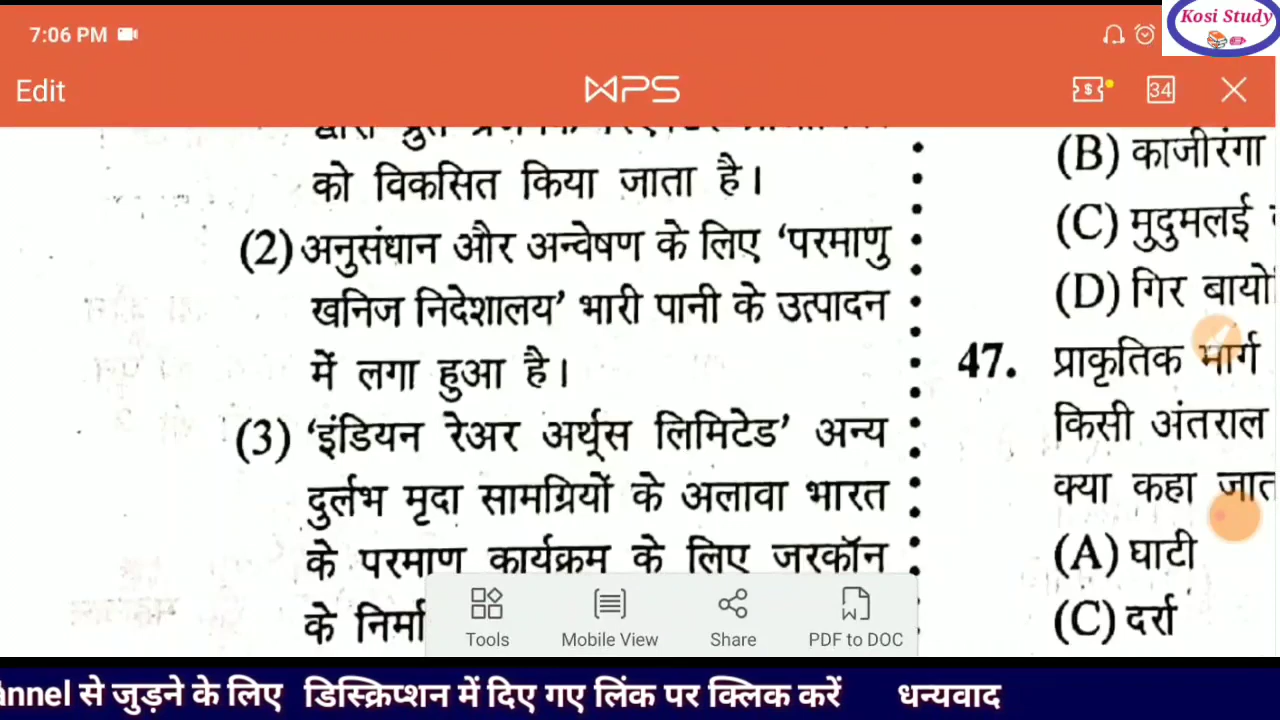 7:06 PM
Kosi Study
Edit
WPS
34
को विकसित किया जाता है।
(2) अनुसंधान और अन्वेषण के लिए ‘परमाणु
खनिज निदेशालय’ भारी पानी के उत्पादन
में लगा हुआ है।
(3) ‘इंडियन रेअर अर्थ्स लिमिटेड’ अन्य
दुर्लभ मृदा सामग्रियों के अलावा भारत
के परमाणु कार्यक्रम के लिए जरकॉन
के
(B) काजीरंगा
(C) मुदुमलई
(D) गिर
47. प्राकृतिक मार्ग
किसी अंतराल
क्या कहा
(A) घाटी
(C) दर्रा
Tools
Mobile View
Share
PDF to DOC
से जुड़ने के लिए डिस्क्रिप्शन में दिए गए लिंक पर क्लिक करें धन्यवाद